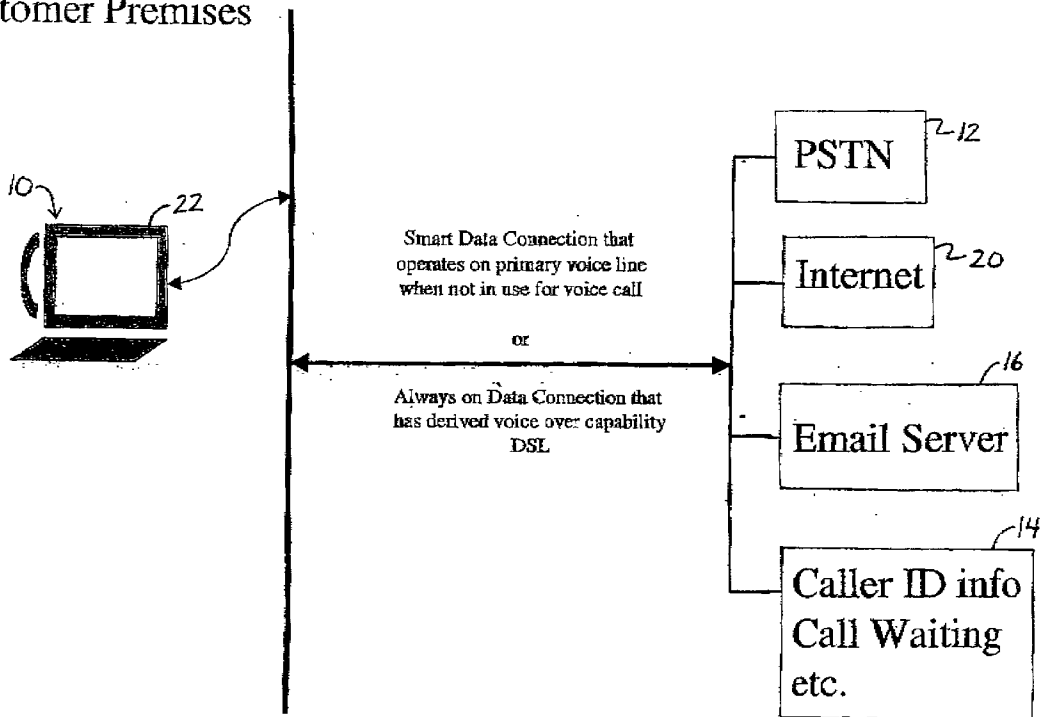 tomer Premises
PSTN
12
10
22
Smart Data Connection that
operates on primary voice line
when not in use for voice call
or
Always on Data Connection that
has derived voice over capability
DSL
Internet
20
16
Email Server
14
Caller ID info
Call Waiting
etc.